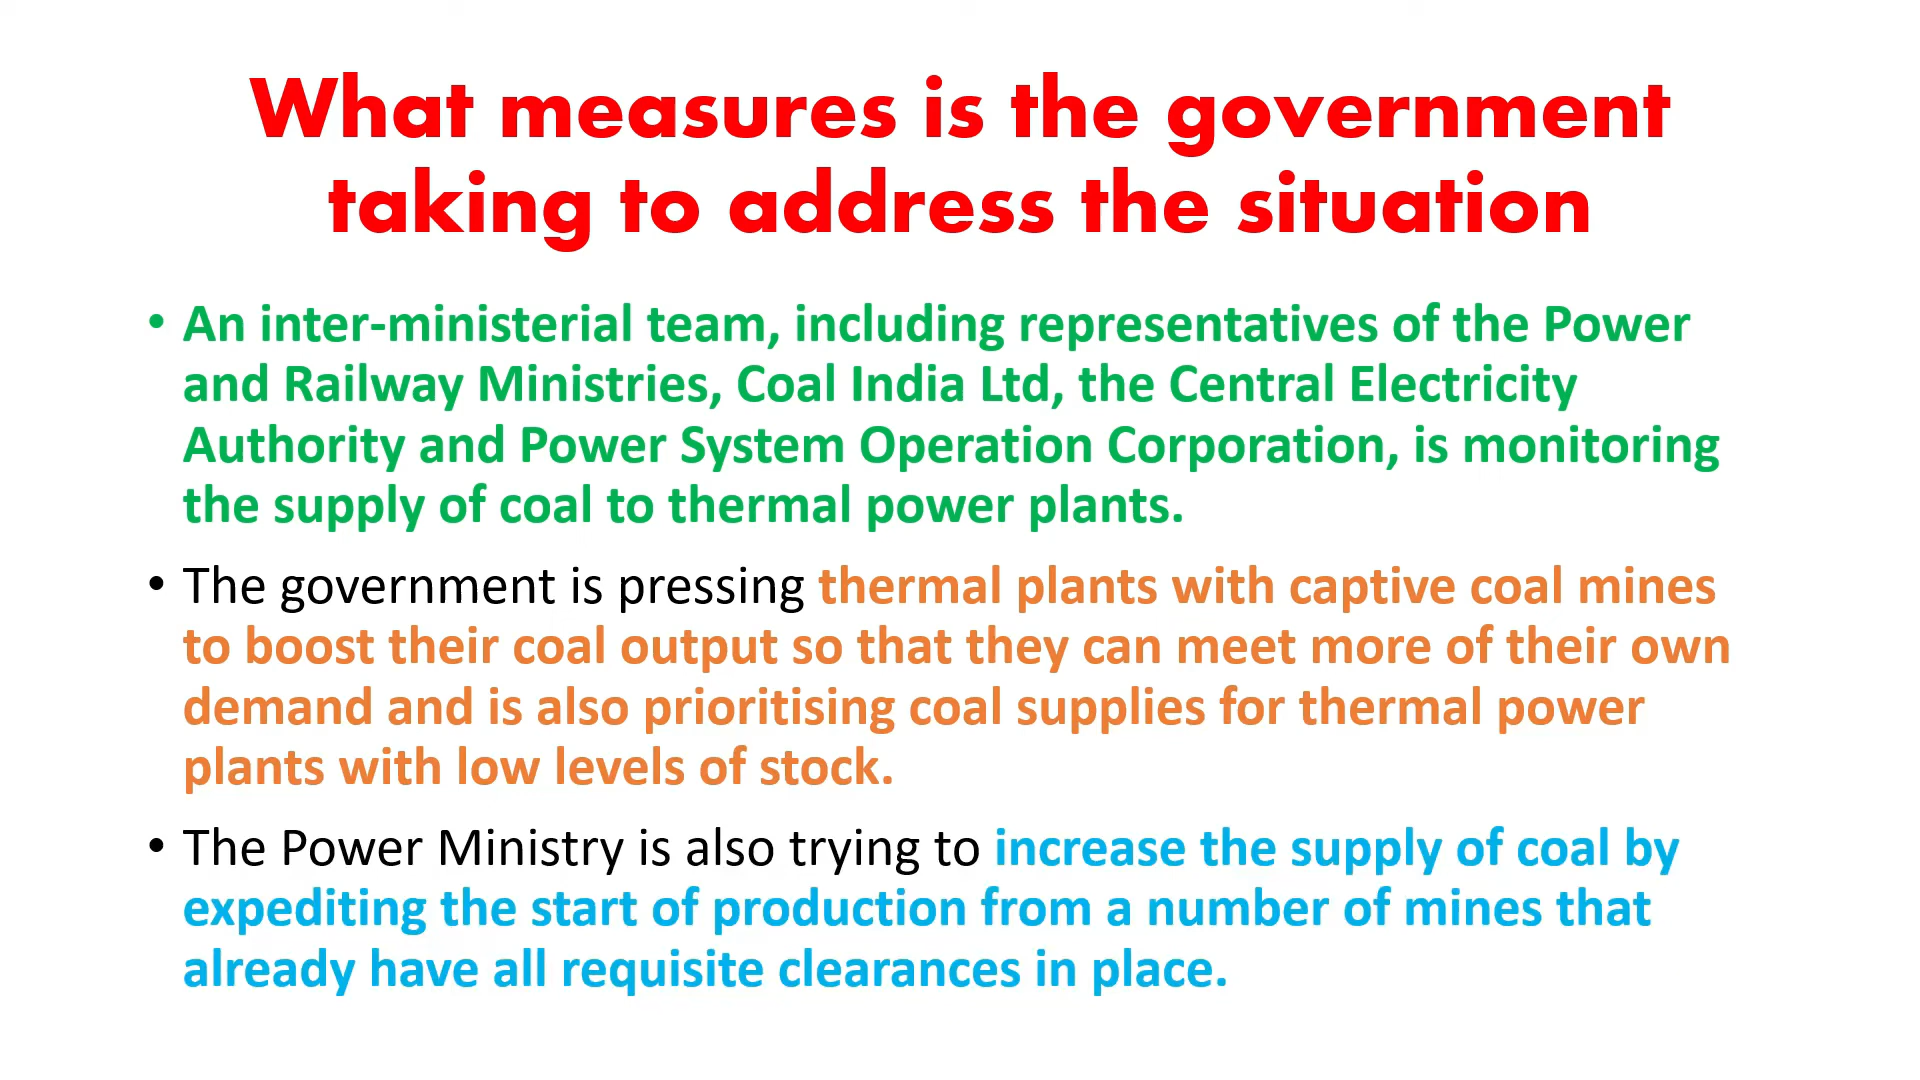 What measures is the government
taking to address the situation
• An inter-ministerial team, including representatives of the Power
and Railway Ministries, Coal India Ltd, the Central Electricity
Authority and Power System Operation Corporation, is monitoring
the supply of coal to thermal power plants.
• The government is pressing thermal plants with captive coal mines
to boost their coal output so that they can meet more of their own
demand and is also prioritising coal supplies for thermal power
plants with low levels of stock.
• The Power Ministry is also trying to increase the supply of coal by
expediting the start of production from a number of mines that
already have all requisite clearances in place.